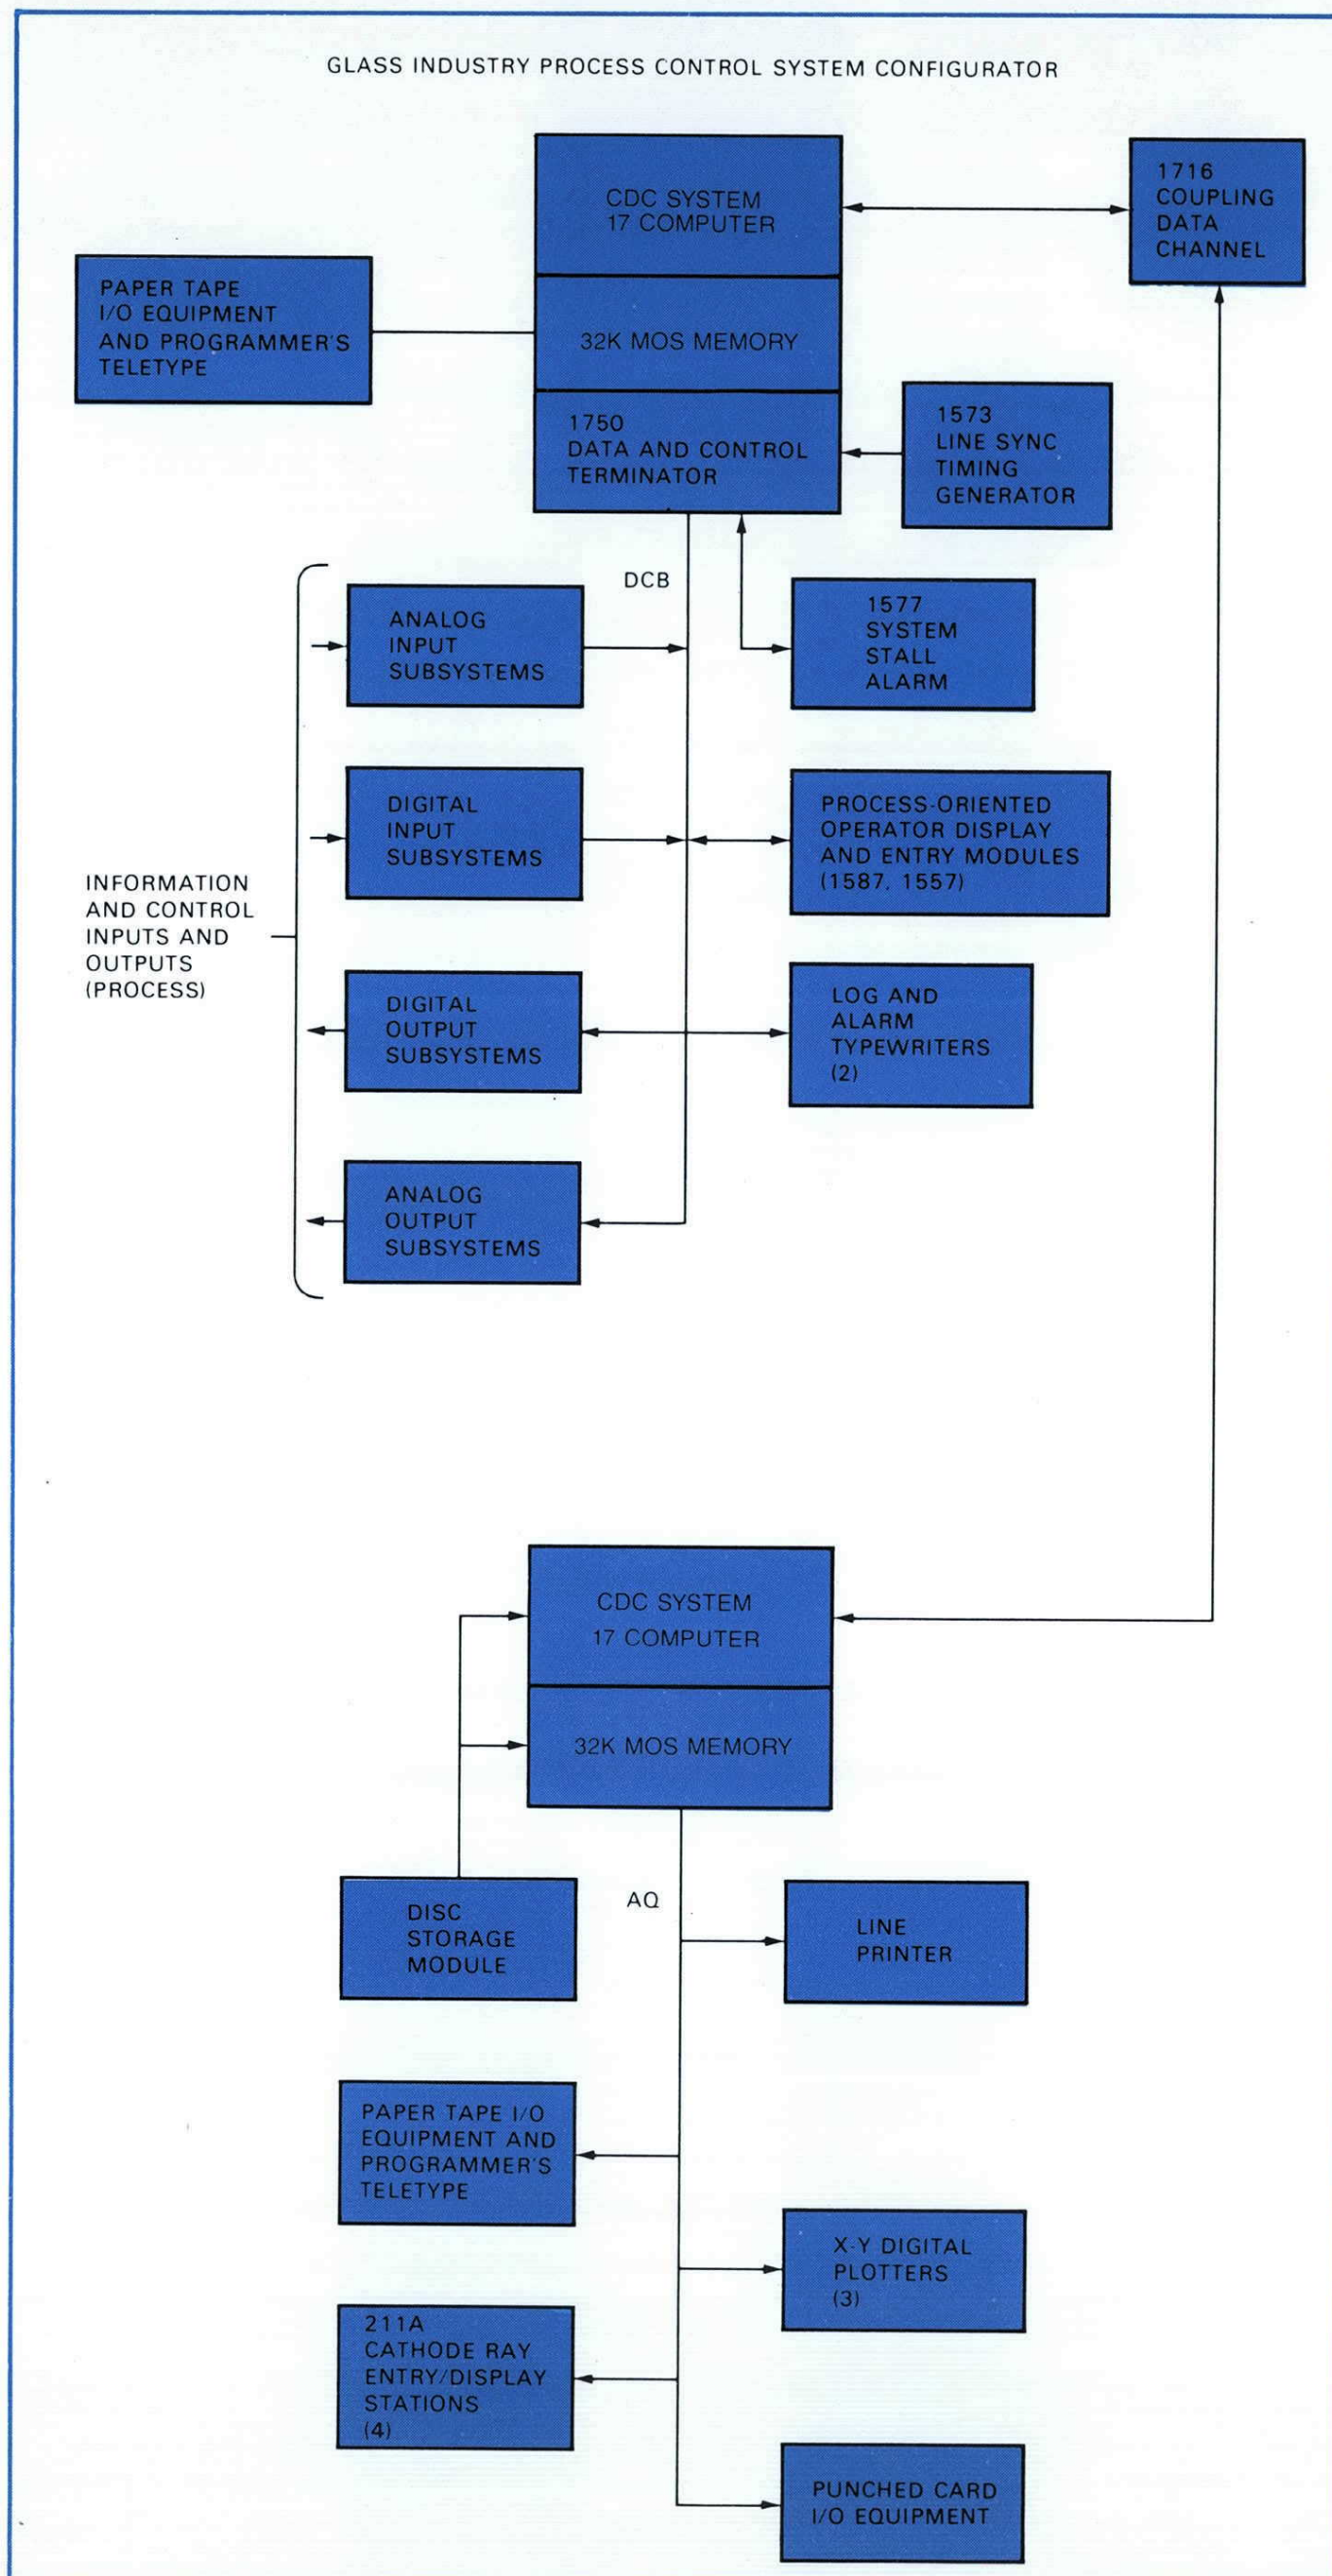 GLASS INDUSTRY PROCESS CONTROL SYSTEM CONFIGURATOR
CDC SYSTEM
17 COMPUTER
32K MOS MEMORY
1750
DATA AND CONTROL
TERMINATOR
1716
COUPLING
DATA
CHANNEL
PAPER TAPE
I/O EQUIPMENT
AND PROGRAMMER'S
TELETYPE
1573
LINE SYNC
TIMING
GENERATOR
DCB
1577
SYSTEM
STALL
ALARM
ANALOG
INPUT
SUBSYSTEMS
DIGITAL
INPUT
SUBSYSTEMS
PROCESS-ORIENTED
OPERATOR DISPLAY
AND ENTRY MODULES
(1587, 1557)
INFORMATION
AND CONTROL
INPUTS AND
OUTPUTS
(PROCESS)
DIGITAL
OUTPUT
SUBSYSTEMS
LOG AND
ALARM
TYPEWRITERS
(2)
ANALOG
OUTPUT
SUBSYSTEMS
CDC SYSTEM
17 COMPUTER
32K MOS MEMORY
DISC
STORAGE
MODULE
AQ
LINE
PRINTER
PAPER TAPE I/O
EQUIPMENT AND
PROGRAMMER'S
TELETYPE
X-Y DIGITAL
PLOTTERS
(3)
211A
CATHODE RAY
ENTRY/DISPLAY
STATIONS
(4)
PUNCHED CARD
I/O EQUIPMENT